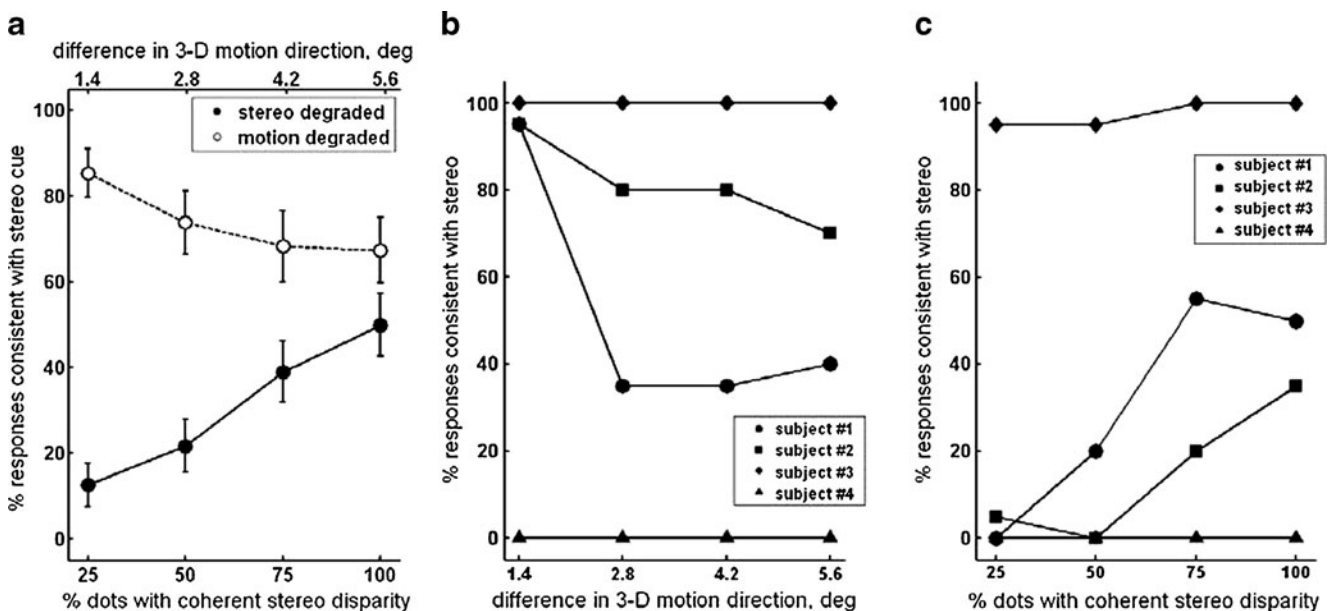 a
difference in 3-D motion direction, deg
1.4 2.8 4.2 5.6
stereo degraded
motion degraded
% responses consistent with stereo cue
100
80
60
40
20
0
25 50 75 100
% dots with coherent stereo disparity
b
% responses consistent with stereo
100
80
60
40
20
0
subject #1
subject #2
subject #3
subject #4
1.4 2.8 4.2 5.6
difference in 3-D motion direction, deg
c
% responses consistent with stereo
100
80
60
40
20
0
subject #1
subject #2
subject #3
subject #4
25 50 75 100
% dots with coherent stereo disparity